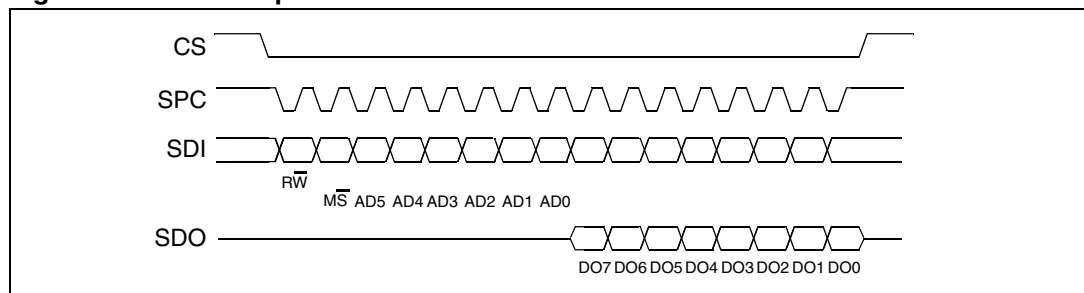 CS
SPC
SDI
RW̅
MS̅ AD5 AD4 AD3 AD2 AD1 AD0
SDO
DO7 DO6 DO5 DO4 DO3 DO2 DO1 DO0